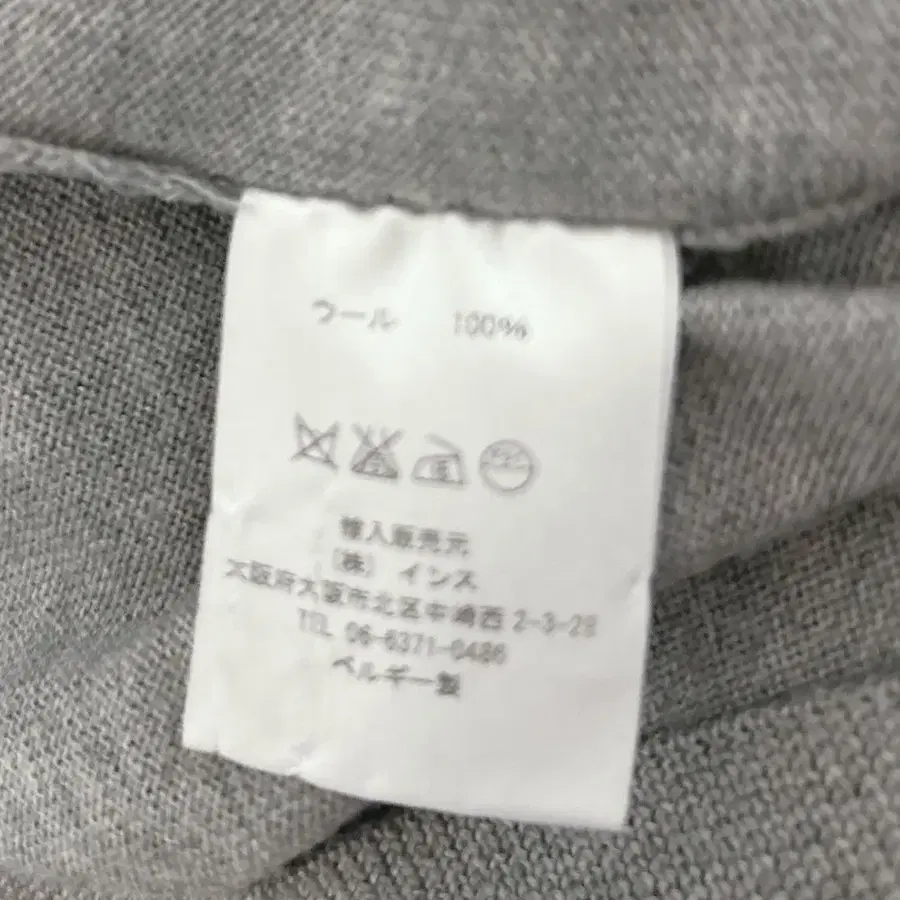 ウール 100%
輸入販売元
(株) インス
大阪府大阪市北区中崎西 2-3-28
TEL 06-6371-0486
ベルギー製